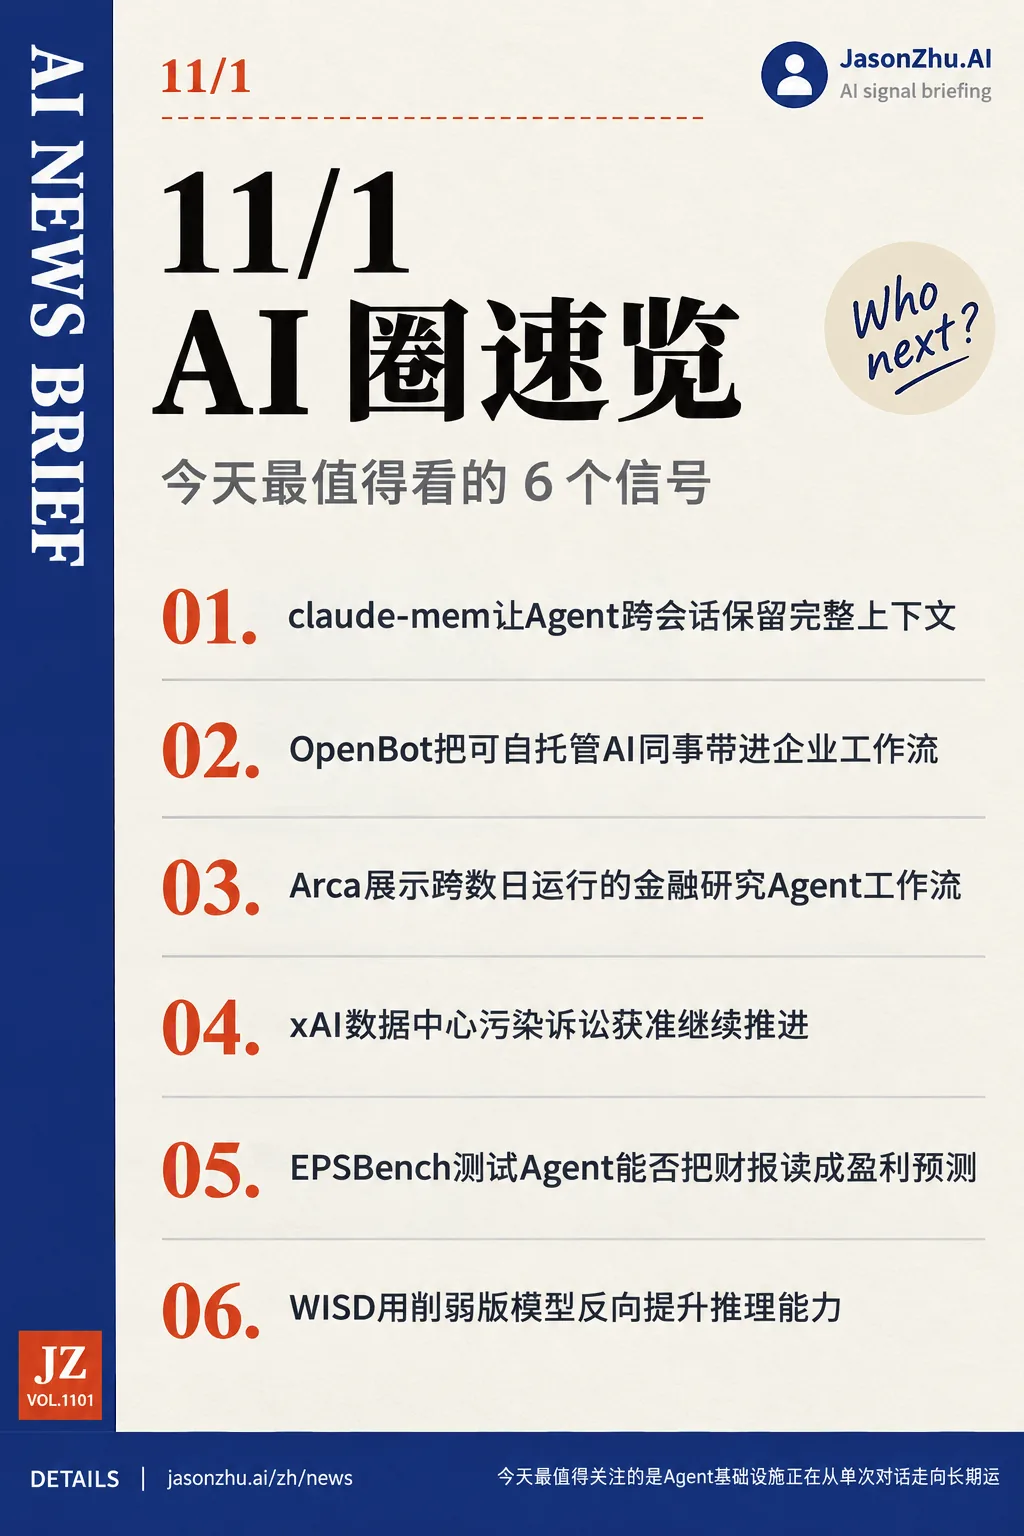 AI NEWS BRIEF
11/1
JasonZhu.AI
AI signal briefing
11/1
AI 圈速览
Who
next?
今天最值得看的 6 个信号
01. claude-mem让Agent跨会话保留完整上下文
02. OpenBot把可自托管AI同事带进企业工作流
03. Arca展示跨数日运行的金融研究Agent工作流
04. xAI数据中心污染诉讼获准继续推进
05. EPSBench测试Agent能否把财报读成盈利预测
06. WISD用削弱版模型反向提升推理能力
JZ
VOL.1101
DETAILS | jasonzhu.ai/zh/news
今天最值得关注的是Agent基础设施正在从单次对话走向长期运